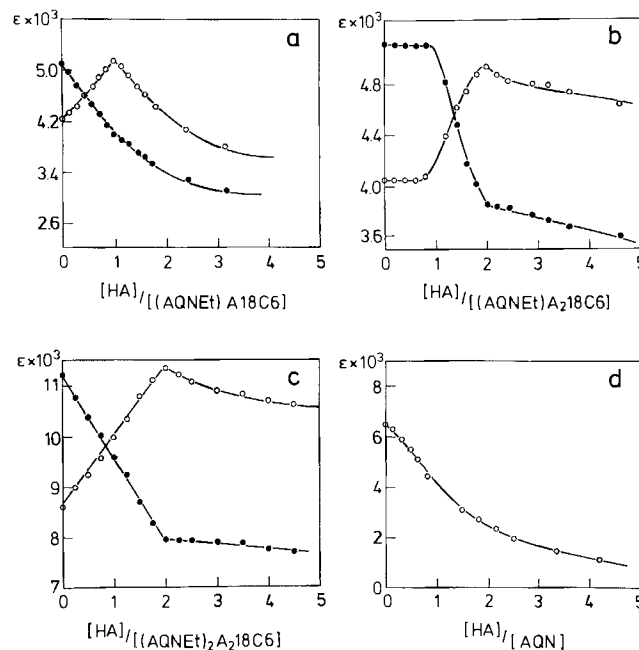 ε×10³
a
5.0
4.2
3.4
2.6
0 1 2 3 4 5
[HA]/[(AQNEt)A18C6]
ε×10³
b
4.8
4.4
4.0
3.6
0 1 2 3 4 5
[HA]/[(AQNEt)A₂18C6]
ε×10³
c
11
10
9
8
7
0 1 2 3 4 5
[HA]/[(AQNEt)₂A₂18C6]
ε×10³
d
8
6
4
2
0
0 1 2 3 4 5
[HA]/[AQN]